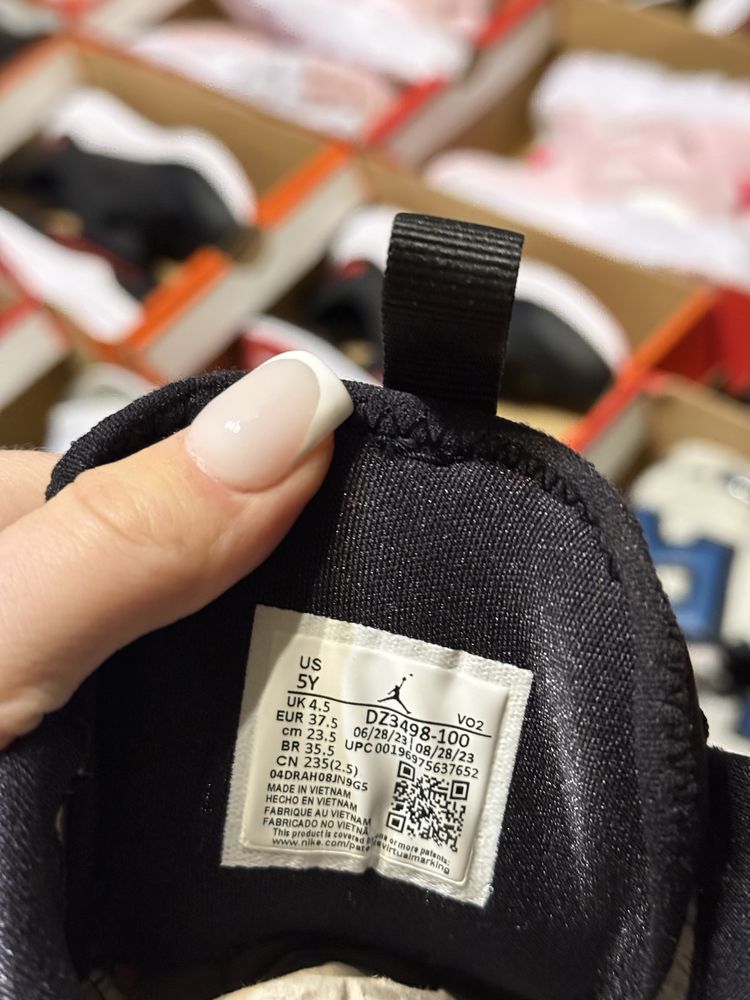 US
5Y
UK 4.5
EUR 37.5
cm 23.5
BR 35.5
CN 235(2.5)
VO2
DZ3498-100
06/28/23 08/28/23
UPC 00196975637652
04DRAH08JN9G5
MADE IN VIETNAM
HECHO EN VIETNAM
FABRIQUE AU VIETNAM
FABRICADO NO VIETNÃ
This product is covered by one or more patents:
www.nike.com/pate virtualmarking